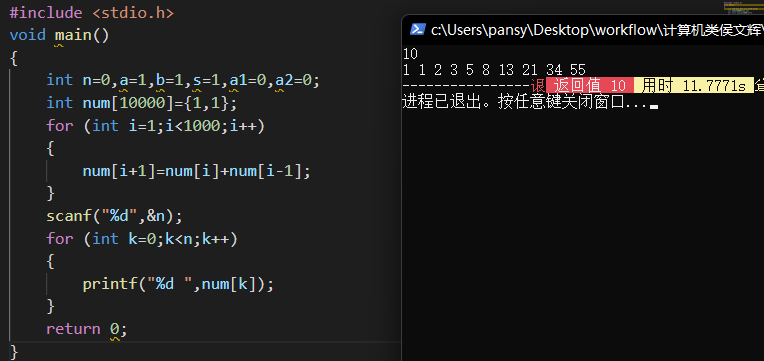 #include <stdio.h>
void main()
{
    int n=0,a=1,b=1,s=1,a1=0,a2=0;
    int num[10000]={1,1};
    for (int i=1;i<1000;i++)
    {
        num[i+1]=num[i]+num[i-1];
    }
    scanf("%d",&n);
    for (int k=0;k<n;k++)
    {
        printf("%d ",num[k]);
    }
    return 0;
}
c:\Users\pansy\Desktop\workflow\计算机类侯文辉\
10
1 1 2 3 5 8 13 21 34 55
---------------- 返回值 10 用时 11.7771s
进程已退出。按任意键关闭窗口...